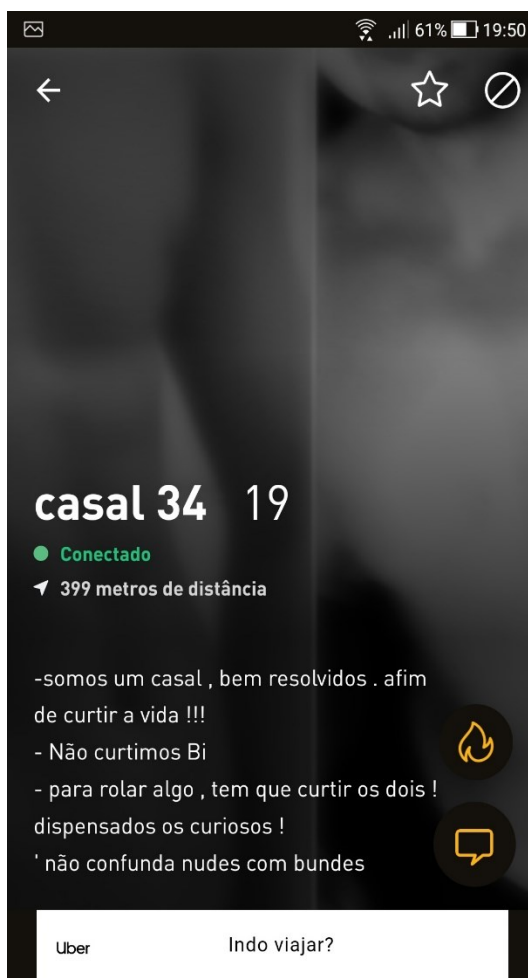 61% 19:50
casal 34 19
Conectado
399 metros de distância
-somos um casal , bem resolvidos . afim
de curtir a vida !!!
- Não curtimos Bi
- para rolar algo , tem que curtir os dois !
dispensados os curiosos !
' não confunda nudes com bundes
Uber Indo viajar?